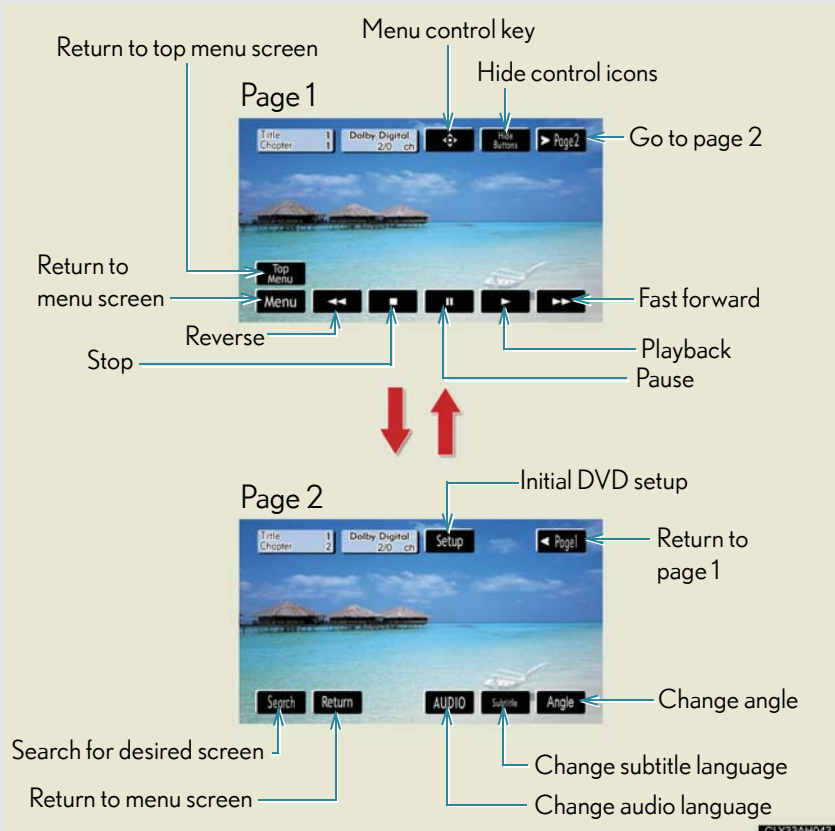 Menu control key
Return to top menu screen
Hide control icons
Page 1
Title 1
Chapter 1
Dolby Digital
2/0 ch
Hide
Buttons
Page2
Go to page 2
Return to
menu screen
Top
Menu
Menu
Fast forward
Reverse
Stop
Playback
Pause
Initial DVD setup
Page 2
Title 1
Chapter 2
Dolby Digital
2/0 ch
Setup
Page1
Return to
page 1
Search
Return
AUDIO
Subtitle
Angle
Change angle
Search for desired screen
Change subtitle language
Return to menu screen
Change audio language